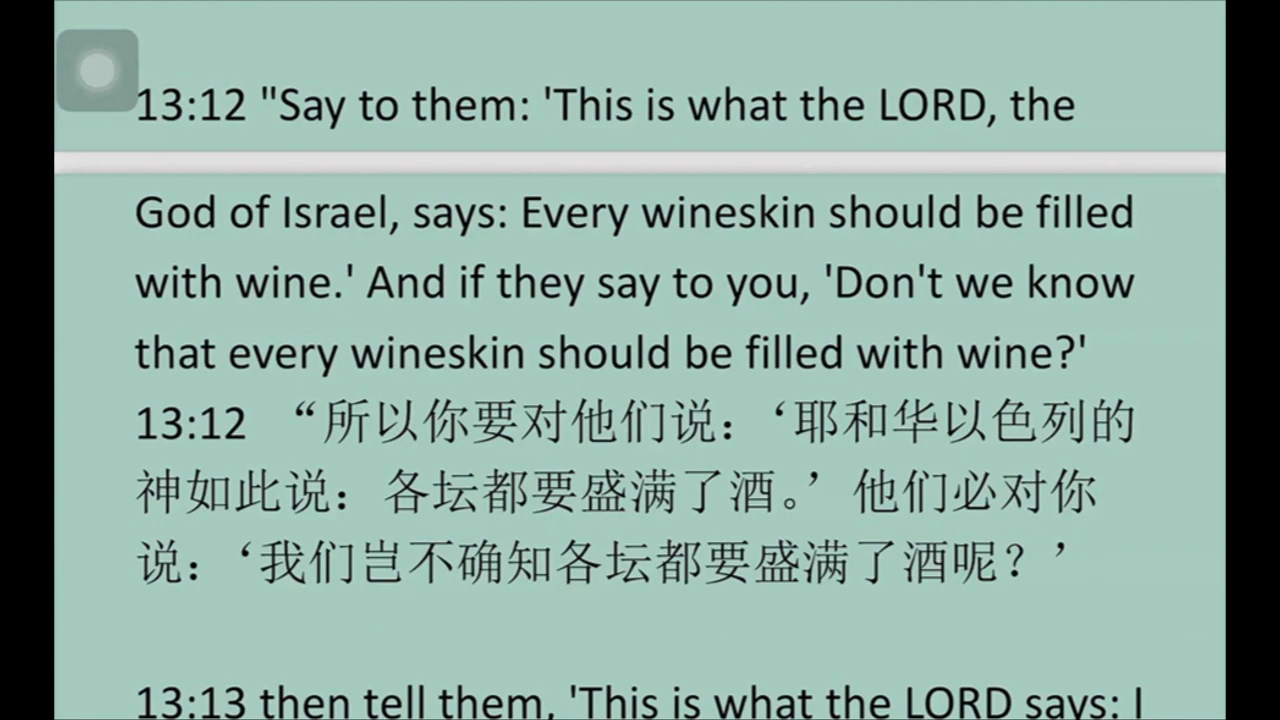 13:12 "Say to them: 'This is what the LORD, the
God of Israel, says: Every wineskin should be filled
with wine.' And if they say to you, 'Don't we know
that every wineskin should be filled with wine?'
13:12 “所以你要对他们说：‘耶和华以色列的
神如此说：各坛都要盛满了酒。’他们必对你
说：‘我们岂不确知各坛都要盛满了酒呢？’
13:13 then tell them, 'This is what the LORD says: I